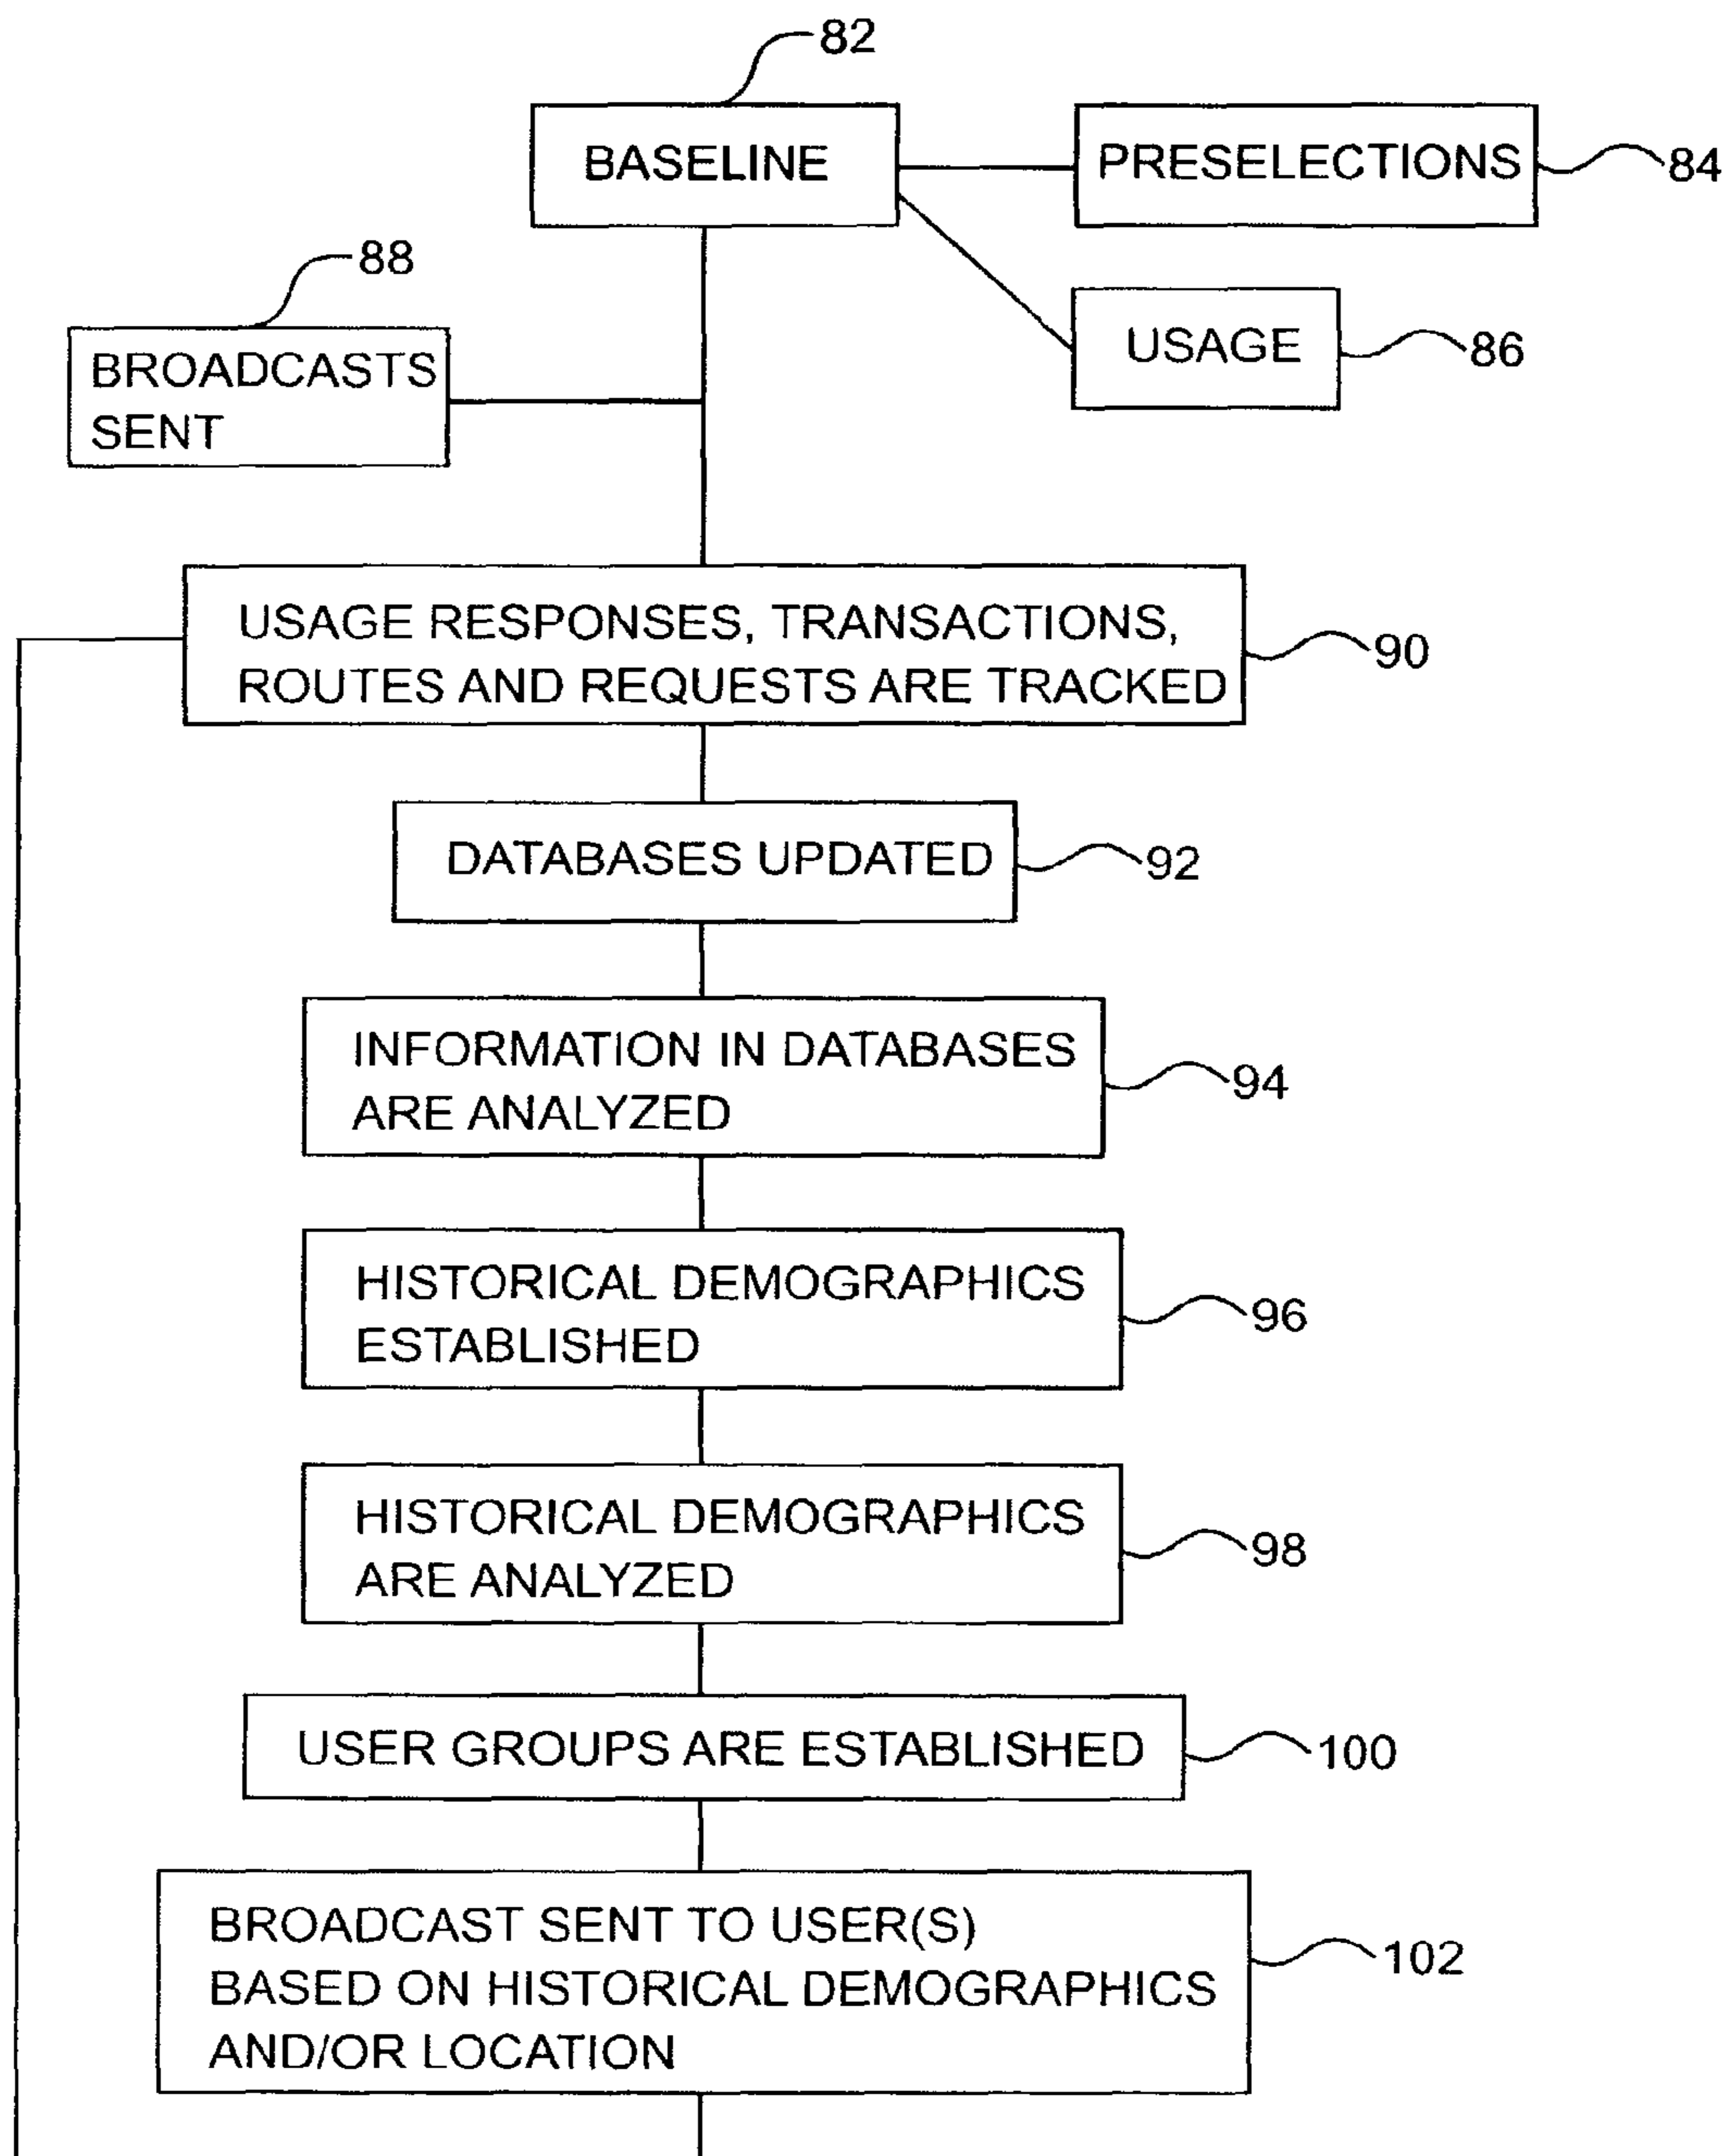 82
BASELINE
PRESELECTIONS
84
88
BROADCASTS
SENT
USAGE
86
USAGE RESPONSES, TRANSACTIONS,
ROUTES AND REQUESTS ARE TRACKED
90
DATABASES UPDATED
92
INFORMATION IN DATABASES
ARE ANALYZED
94
HISTORICAL DEMOGRAPHICS
ESTABLISHED
96
HISTORICAL DEMOGRAPHICS
ARE ANALYZED
98
USER GROUPS ARE ESTABLISHED
100
BROADCAST SENT TO USER(S)
BASED ON HISTORICAL DEMOGRAPHICS
AND/OR LOCATION
102